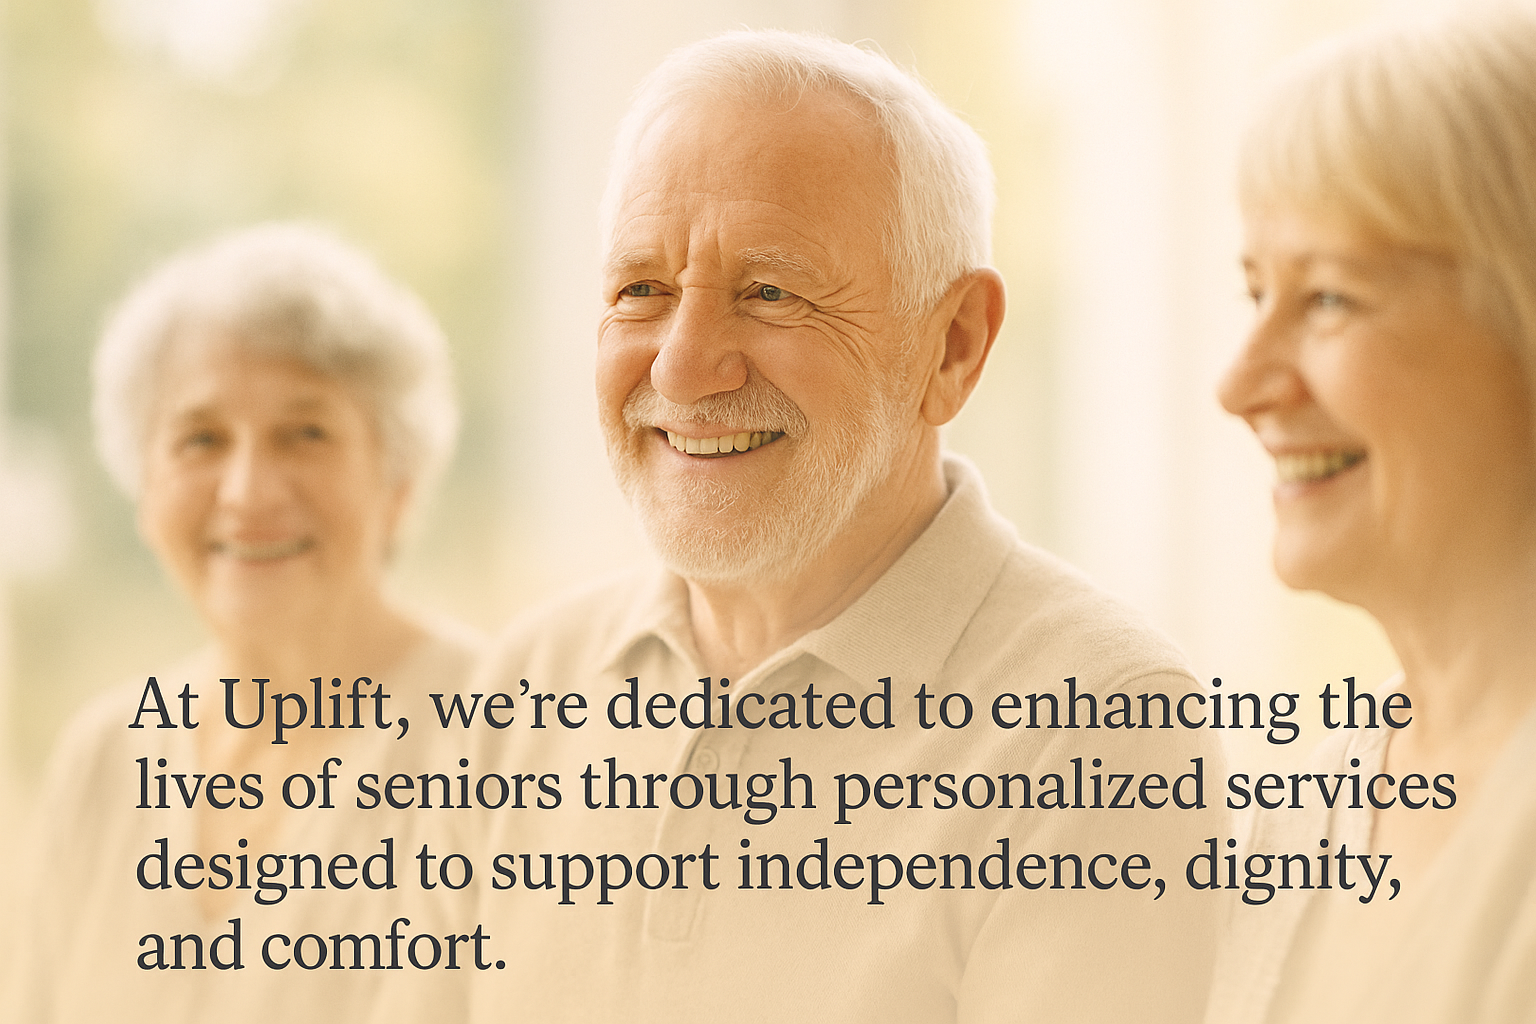 At Uplift, we’re dedicated to enhancing the
lives of seniors through personalized services
designed to support independence, dignity,
and comfort.